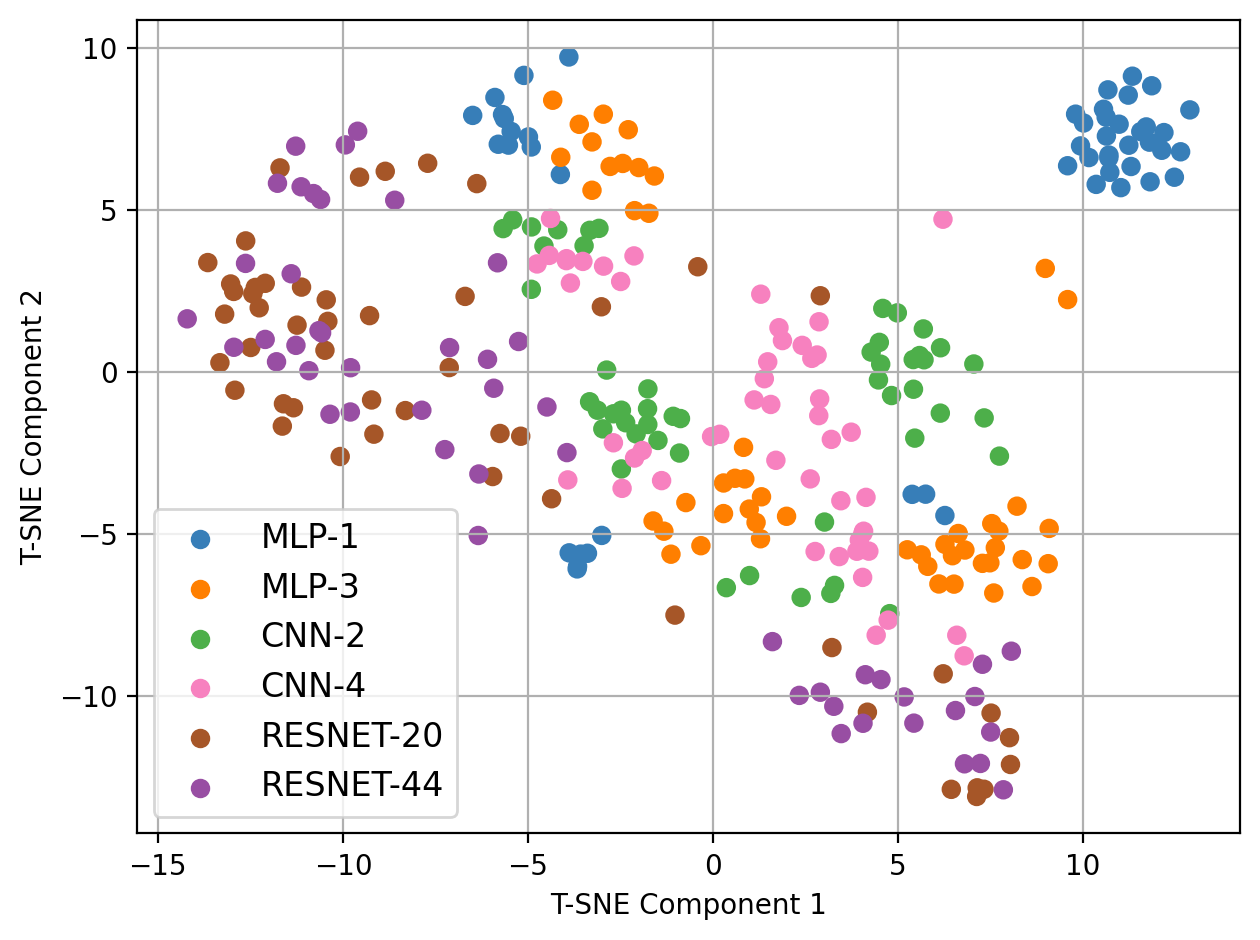 10
5
0
−5
−10
T-SNE Component 2
MLP-1
MLP-3
CNN-2
CNN-4
RESNET-20
RESNET-44
−15 −10 −5 0 5 10
T-SNE Component 1